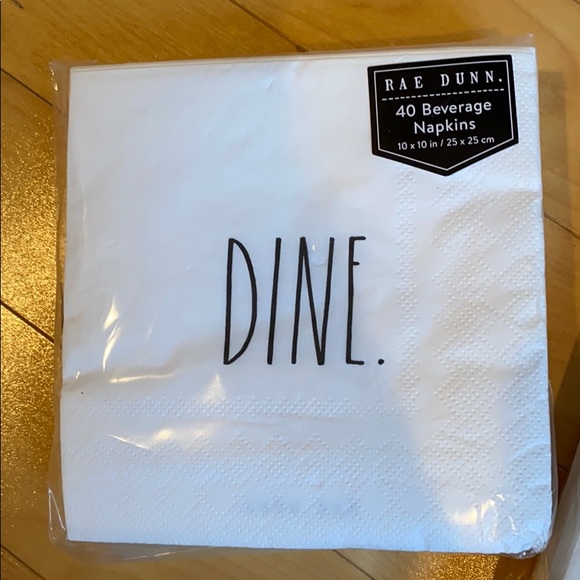 RAE DUNN.
40 Beverage
Napkins
10 x 10 in / 25 x 25 cm
DINE.